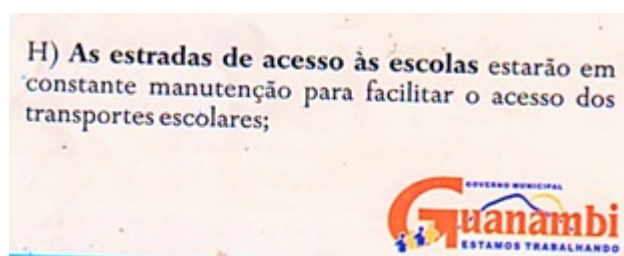 H) As estradas de acesso às escolas estarão em
constante manutenção para facilitar o acesso dos
transportes escolares;
GOVERNO MUNICIPAL
Guanambi
ESTAMOS TRABALHANDO